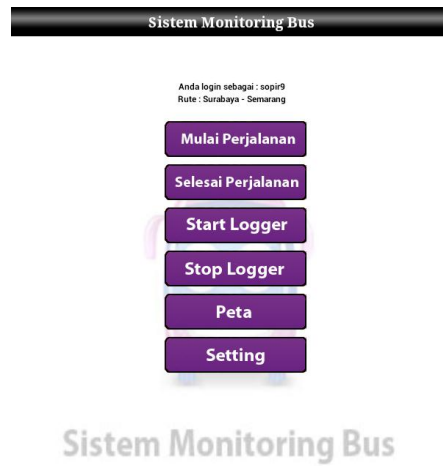 Sistem Monitoring Bus
Anda login sebagai : sopir9
Rute : Surabaya - Semarang
Mulai Perjalanan
Selesai Perjalanan
Start Logger
Stop Logger
Peta
Setting
Sistem Monitoring Bus